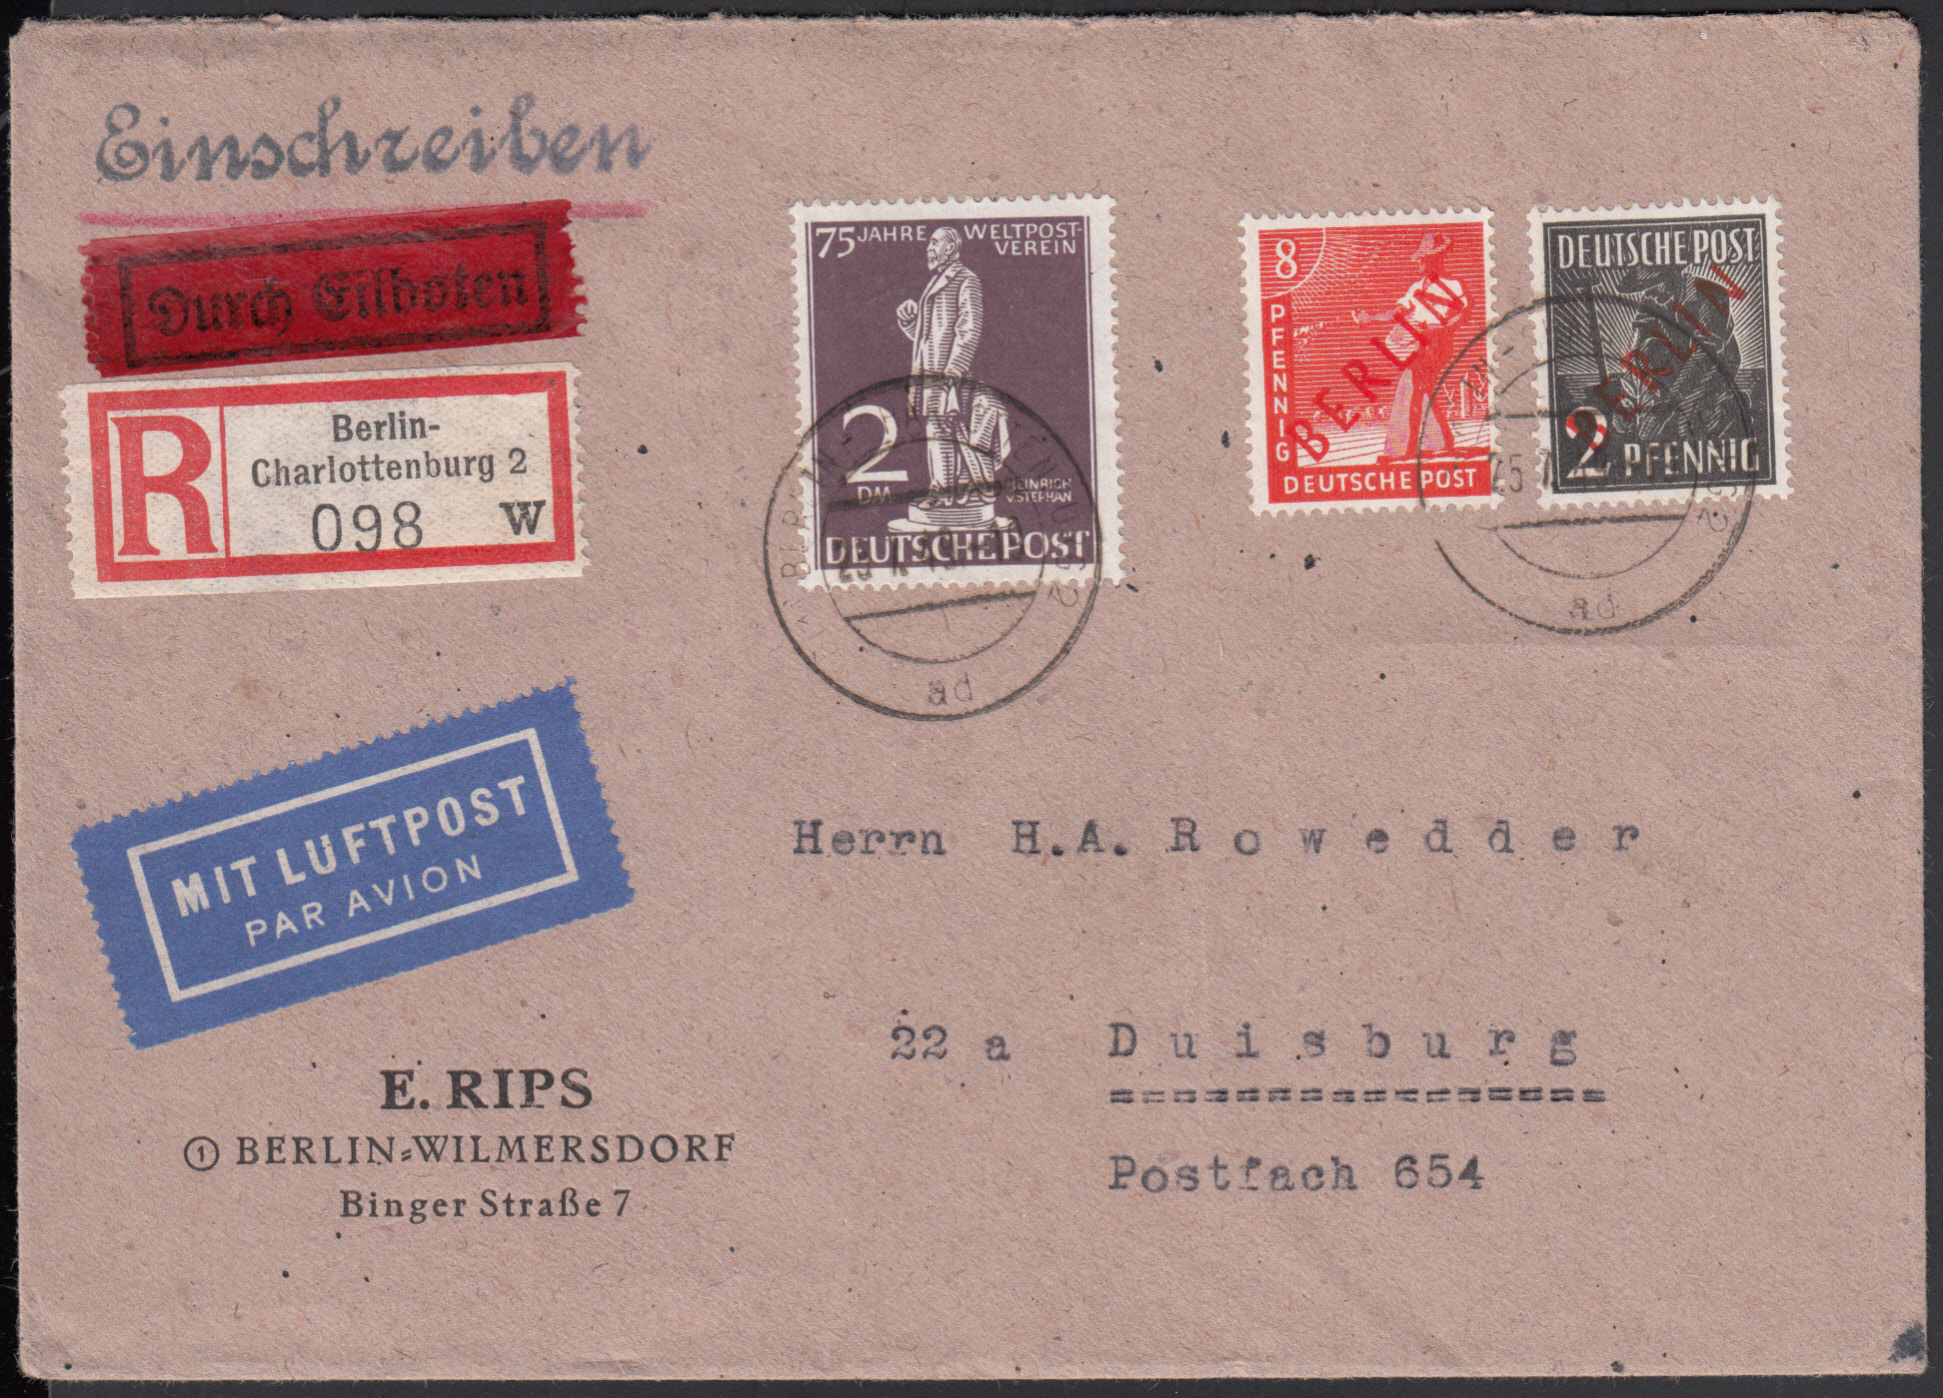 Einschreiben
Durch Eilboten
R
Berlin-
Charlottenburg 2
098 W
75 JAHRE WELTPOST-
VEREIN
2
DM
HEINRICH
V. STEPHAN
DEUTSCHE POST
8
PFENNIG
BERLIN
DEUTSCHE POST
DEUTSCHE POST
BERLIN
2 PFENNIG
ad
ad
MIT LUFTPOST
PAR AVION
Herrn H.A. Rowedder
22 a Duisburg
================
Postfach 654
E. RIPS
① BERLIN-WILMERSDORF
Binger Straße 7